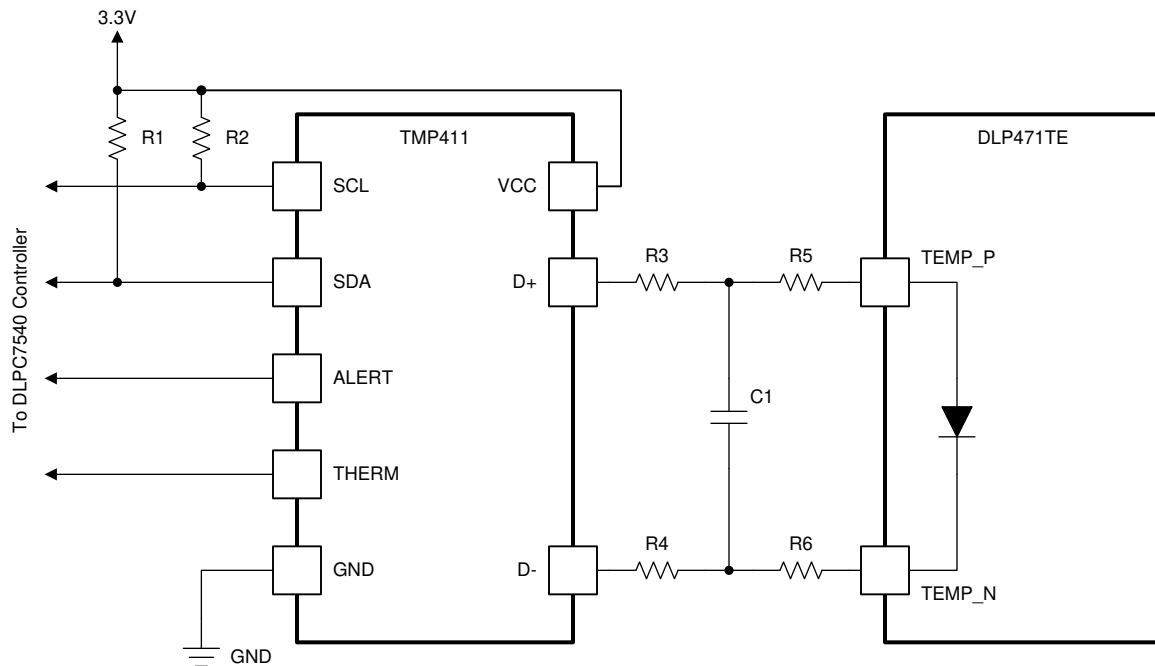 3.3V
R1
R2
TMP411
DLP471TE
SCL
VCC
R3
R5
TEMP_P
SDA
D+
To DLPC7540 Controller
ALERT
C1
THERM
R4
R6
GND
D-
TEMP_N
GND